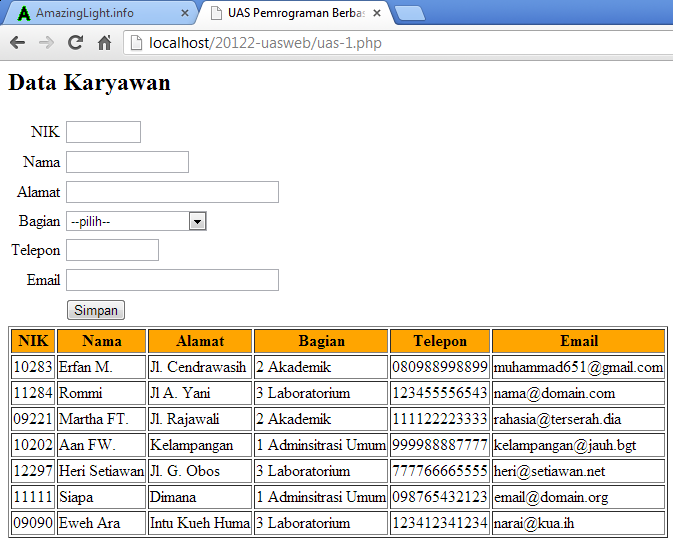 AmazingLight.info
UAS Pemrograman Berba
localhost/20122-uasweb/uas-1.php
Data Karyawan
NIK
Nama
Alamat
Bagian --pilih--
Telepon
Email
Simpan
NIK Nama Alamat Bagian Telepon Email
10283 Erfan M. Jl. Cendrawasih 2 Akademik 080988998899 muhammad651@gmail.com
11284 Rommi Jl A. Yani 3 Laboratorium 123455556543 nama@domain.com
09221 Martha FT. Jl. Rajawali 2 Akademik 111122223333 rahasia@terserah.dia
10202 Aan FW. Kelampangan 1 Adminsitrasi Umum 999988887777 kelampangan@jauh.bgt
12297 Heri Setiawan Jl. G. Obos 3 Laboratorium 777766665555 heri@setiawan.net
11111 Siapa Dimana 1 Adminsitrasi Umum 098765432123 email@domain.org
09090 Eweh Ara Intu Kueh Huma 3 Laboratorium 123412341234 narai@kua.ih